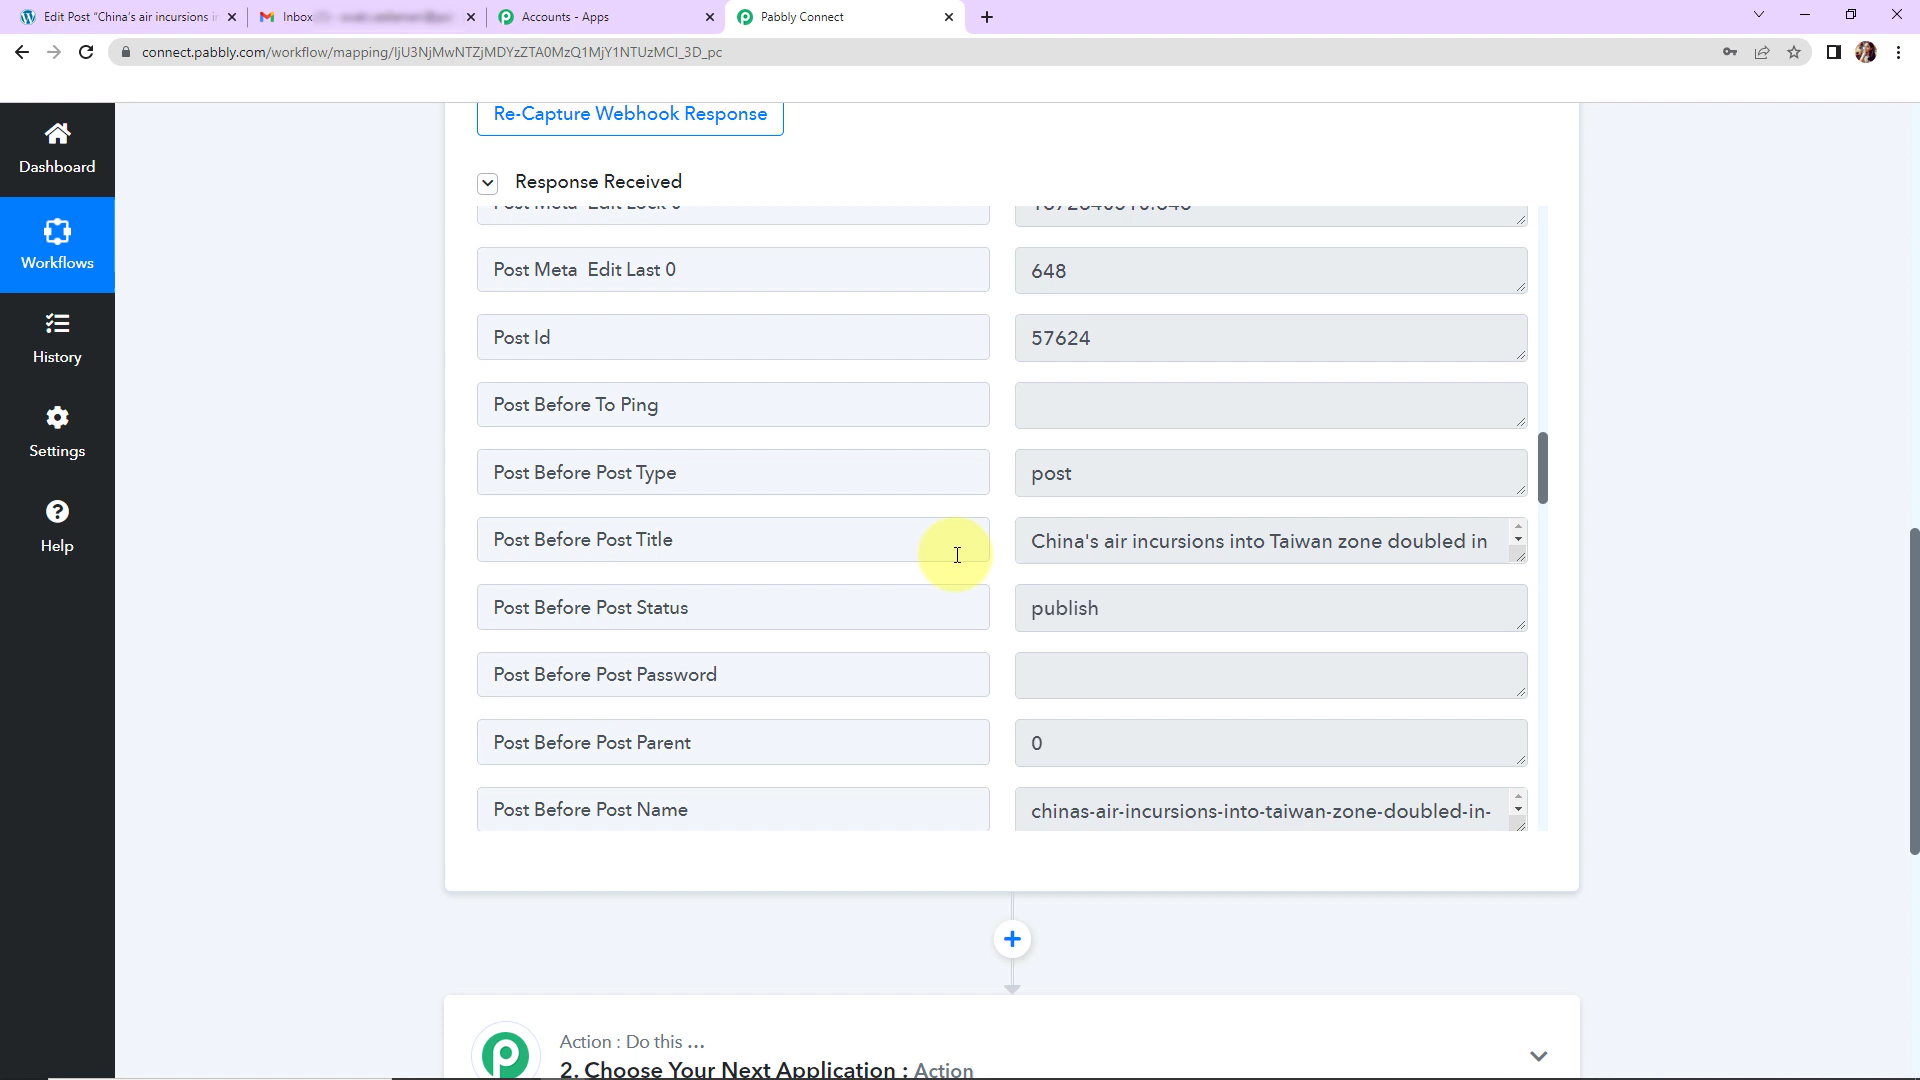 Edit Post "China's air incursions in
Inbox
Accounts - Apps
Pabbly Connect
connect.pabbly.com/workflow/mapping/IjU3NjMwNTZjMDYzZTA0MzQ1MjY1NTUzMCI_3D_pc
Dashboard
Workflows
History
Settings
Help
Re-Capture Webhook Response
Response Received
Post Meta Edit Lock 0
Post Meta Edit Last 0 648
Post Id 57624
Post Before To Ping
Post Before Post Type post
Post Before Post Title China's air incursions into Taiwan zone doubled in
Post Before Post Status publish
Post Before Post Password
Post Before Post Parent 0
Post Before Post Name chinas-air-incursions-into-taiwan-zone-doubled-in-
Action : Do this ...
2. Choose Your Next Application : Action